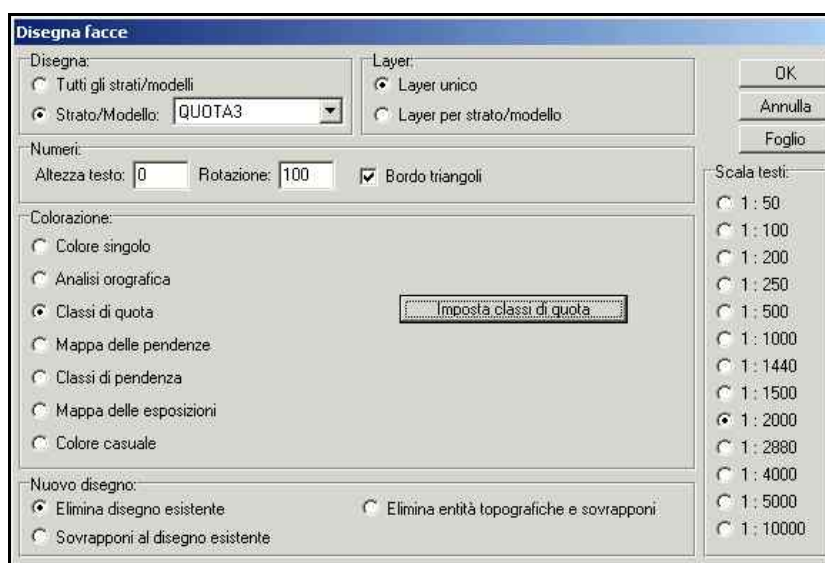 Disegna facce
Disegna:
Tutti gli strati/modelli
Strato/Modello: QUOTA3
Layer:
Layer unico
Layer per strato/modello
OK
Annulla
Foglio
Numeri:
Altezza testo: 0 Rotazione: 100 Bordo triangoli
Colorazione:
Colore singolo
Analisi orografica
Classi di quota
Mappa delle pendenze
Classi di pendenza
Mappa delle esposizioni
Colore casuale
Imposta classi di quota
Scala testi:
1 : 50
1 : 100
1 : 200
1 : 250
1 : 500
1 : 1000
1 : 1440
1 : 1500
1 : 2000
1 : 2880
1 : 4000
1 : 5000
1 : 10000
Nuovo disegno:
Elimina disegno esistente
Elimina entità topografiche e sovrapponi
Sovrapponi al disegno esistente